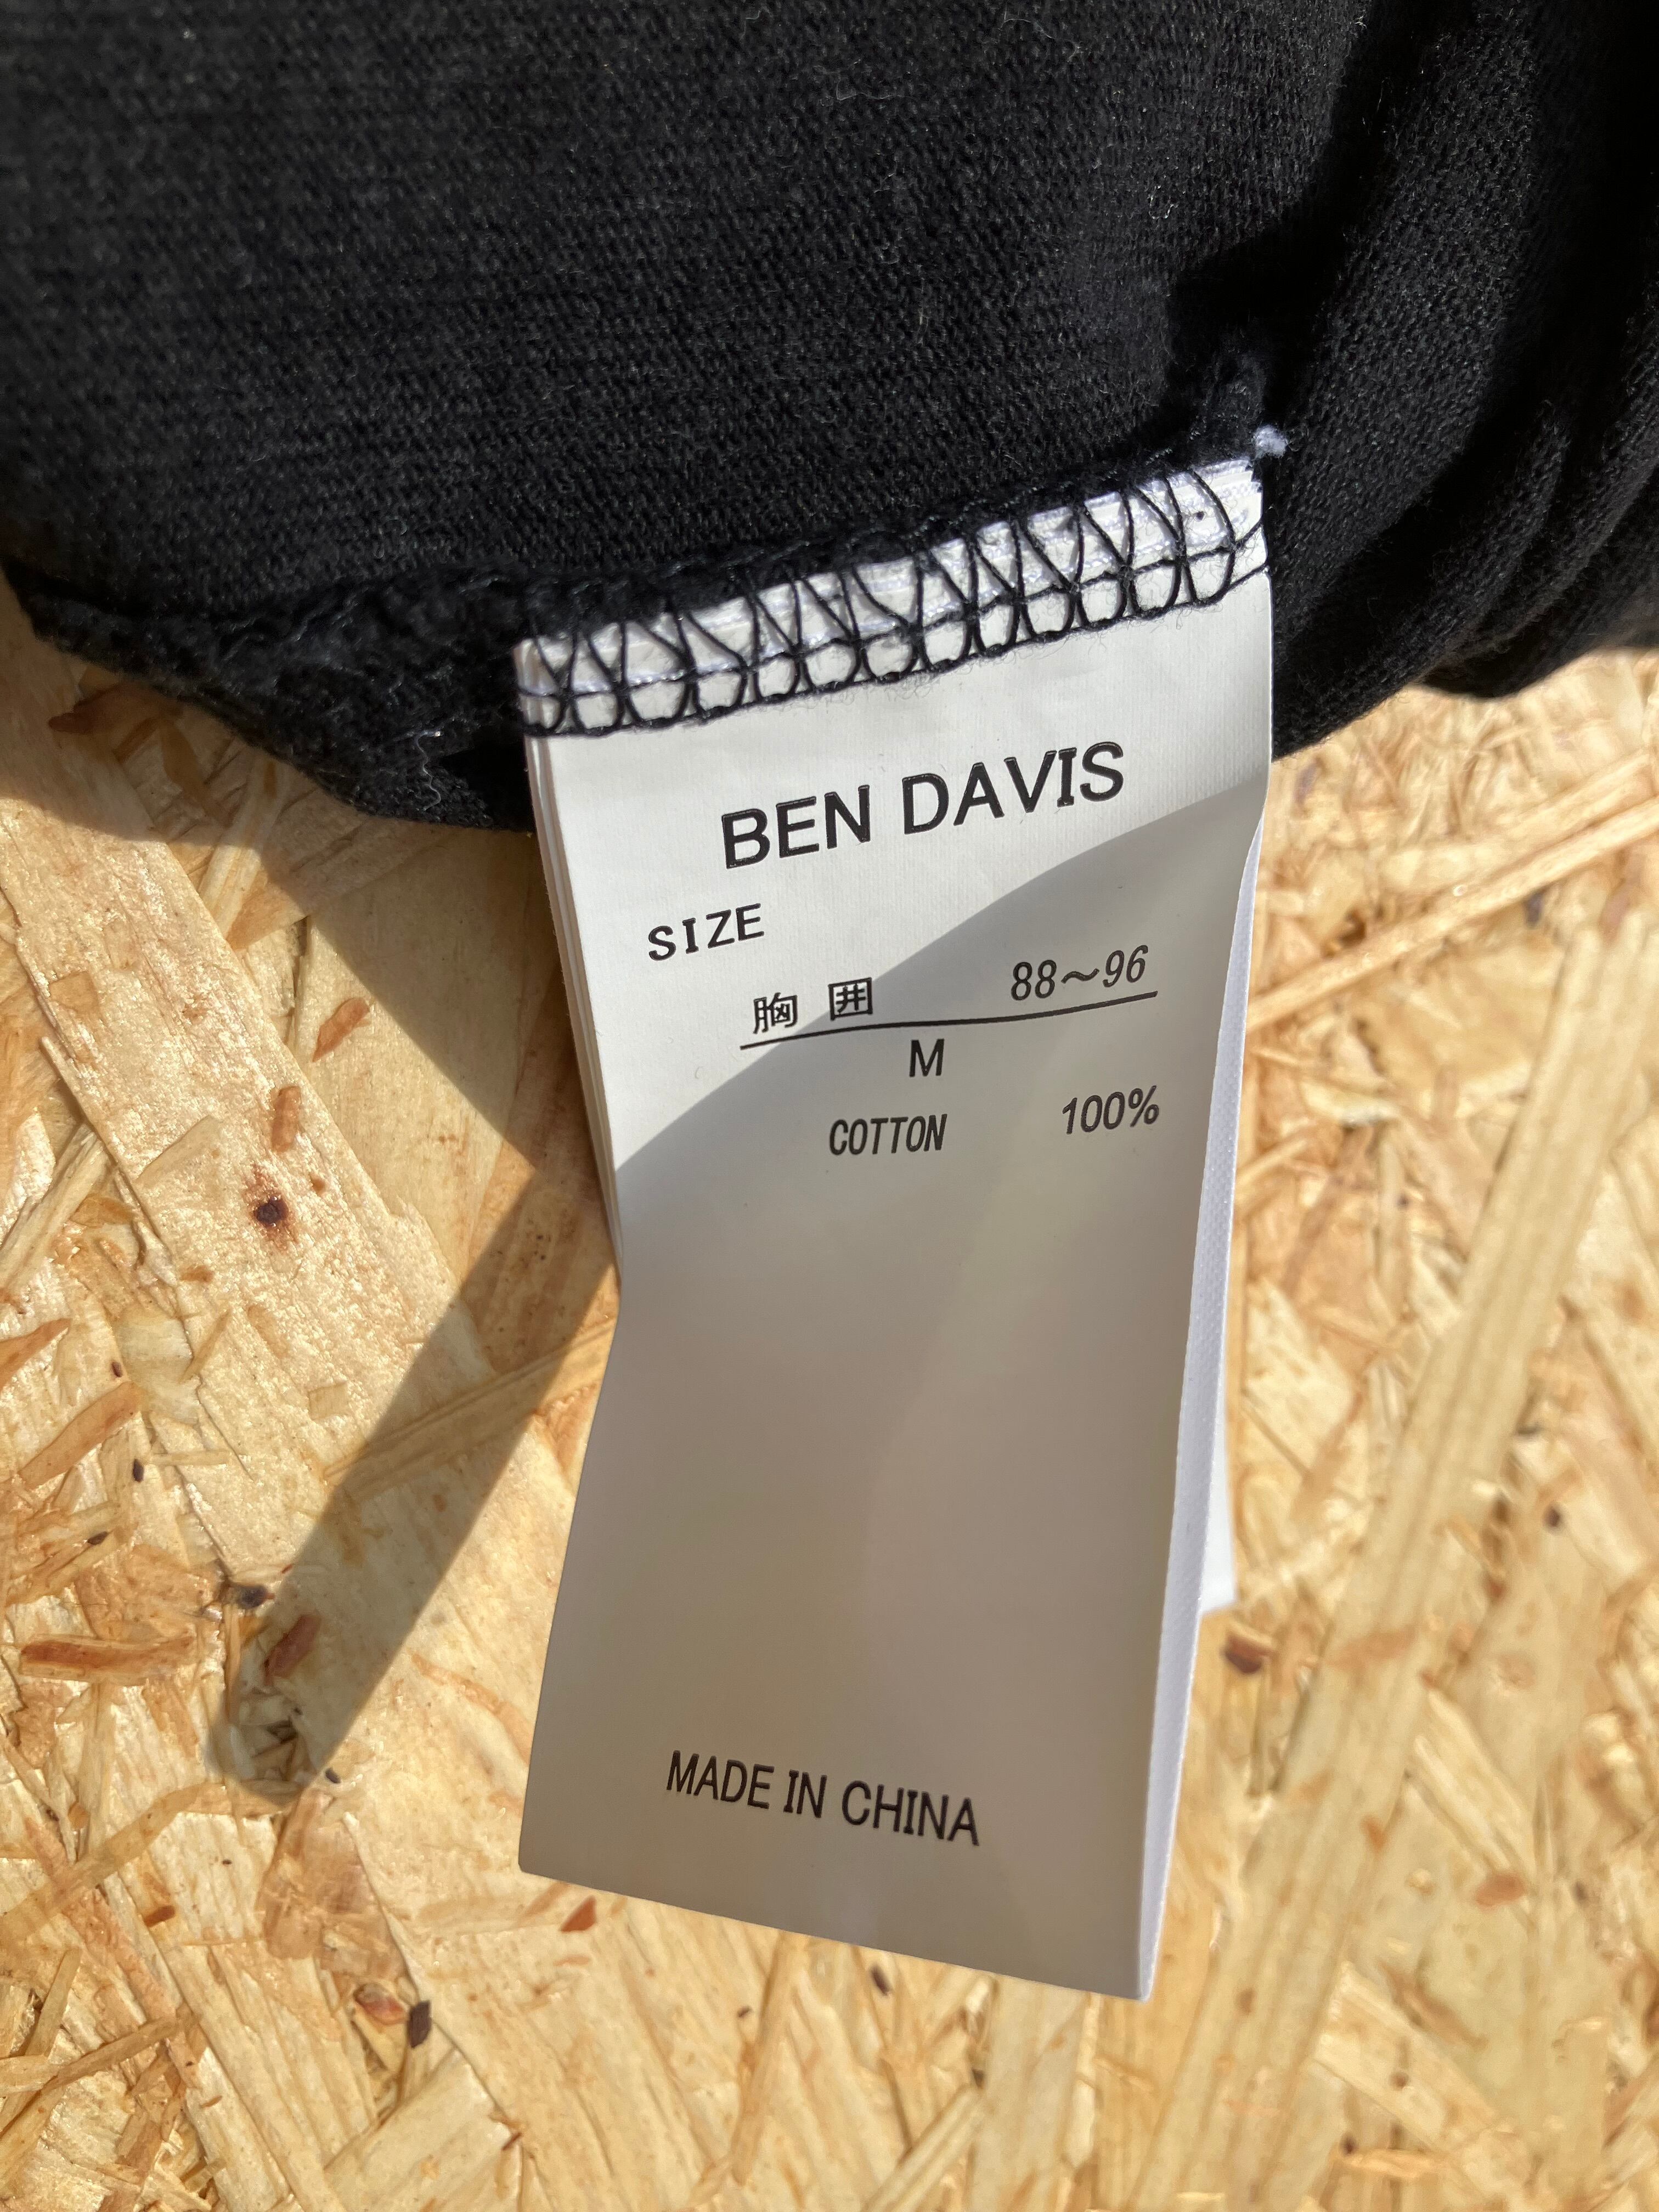 BEN DAVIS
SIZE
胸 囲 88～96
M
COTTON 100%
MADE IN CHINA